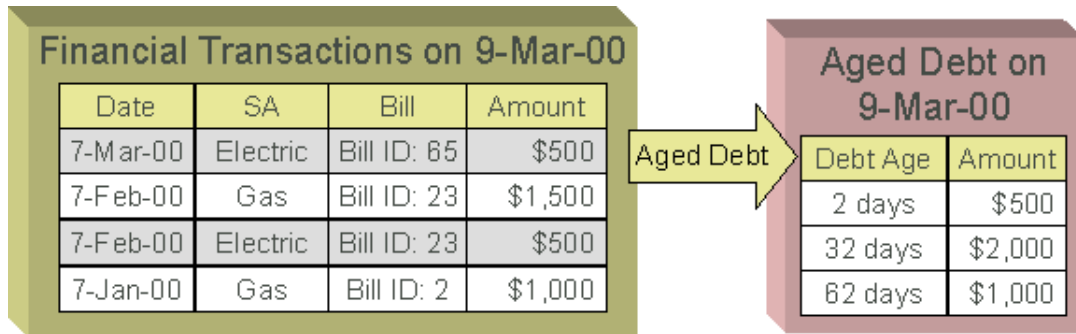 Financial Transactions on 9-Mar-00
Date SA Bill Amount
7-Mar-00 Electric Bill ID: 65 $500
7-Feb-00 Gas Bill ID: 23 $1,500
7-Feb-00 Electric Bill ID: 23 $500
7-Jan-00 Gas Bill ID: 2 $1,000
Aged Debt
Aged Debt on
9-Mar-00
Debt Age Amount
2 days $500
32 days $2,000
62 days $1,000